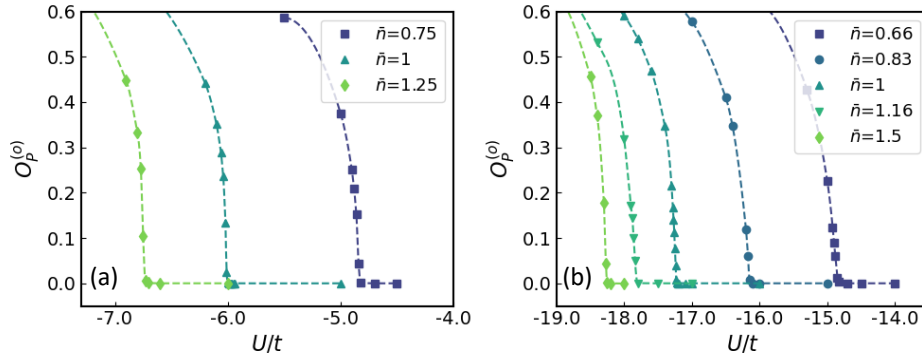 0.6
0.5
0.4
0.3
0.2
0.1
0.0
O_P^{(o)}
n̄=0.75
n̄=1
n̄=1.25
(a)
-7.0 -6.0 -5.0 -4.0
U/t
0.6
0.5
0.4
0.3
0.2
0.1
0.0
O_P^{(o)}
n̄=0.66
n̄=0.83
n̄=1
n̄=1.16
n̄=1.5
(b)
-19.0 -18.0 -17.0 -16.0 -15.0 -14.0
U/t